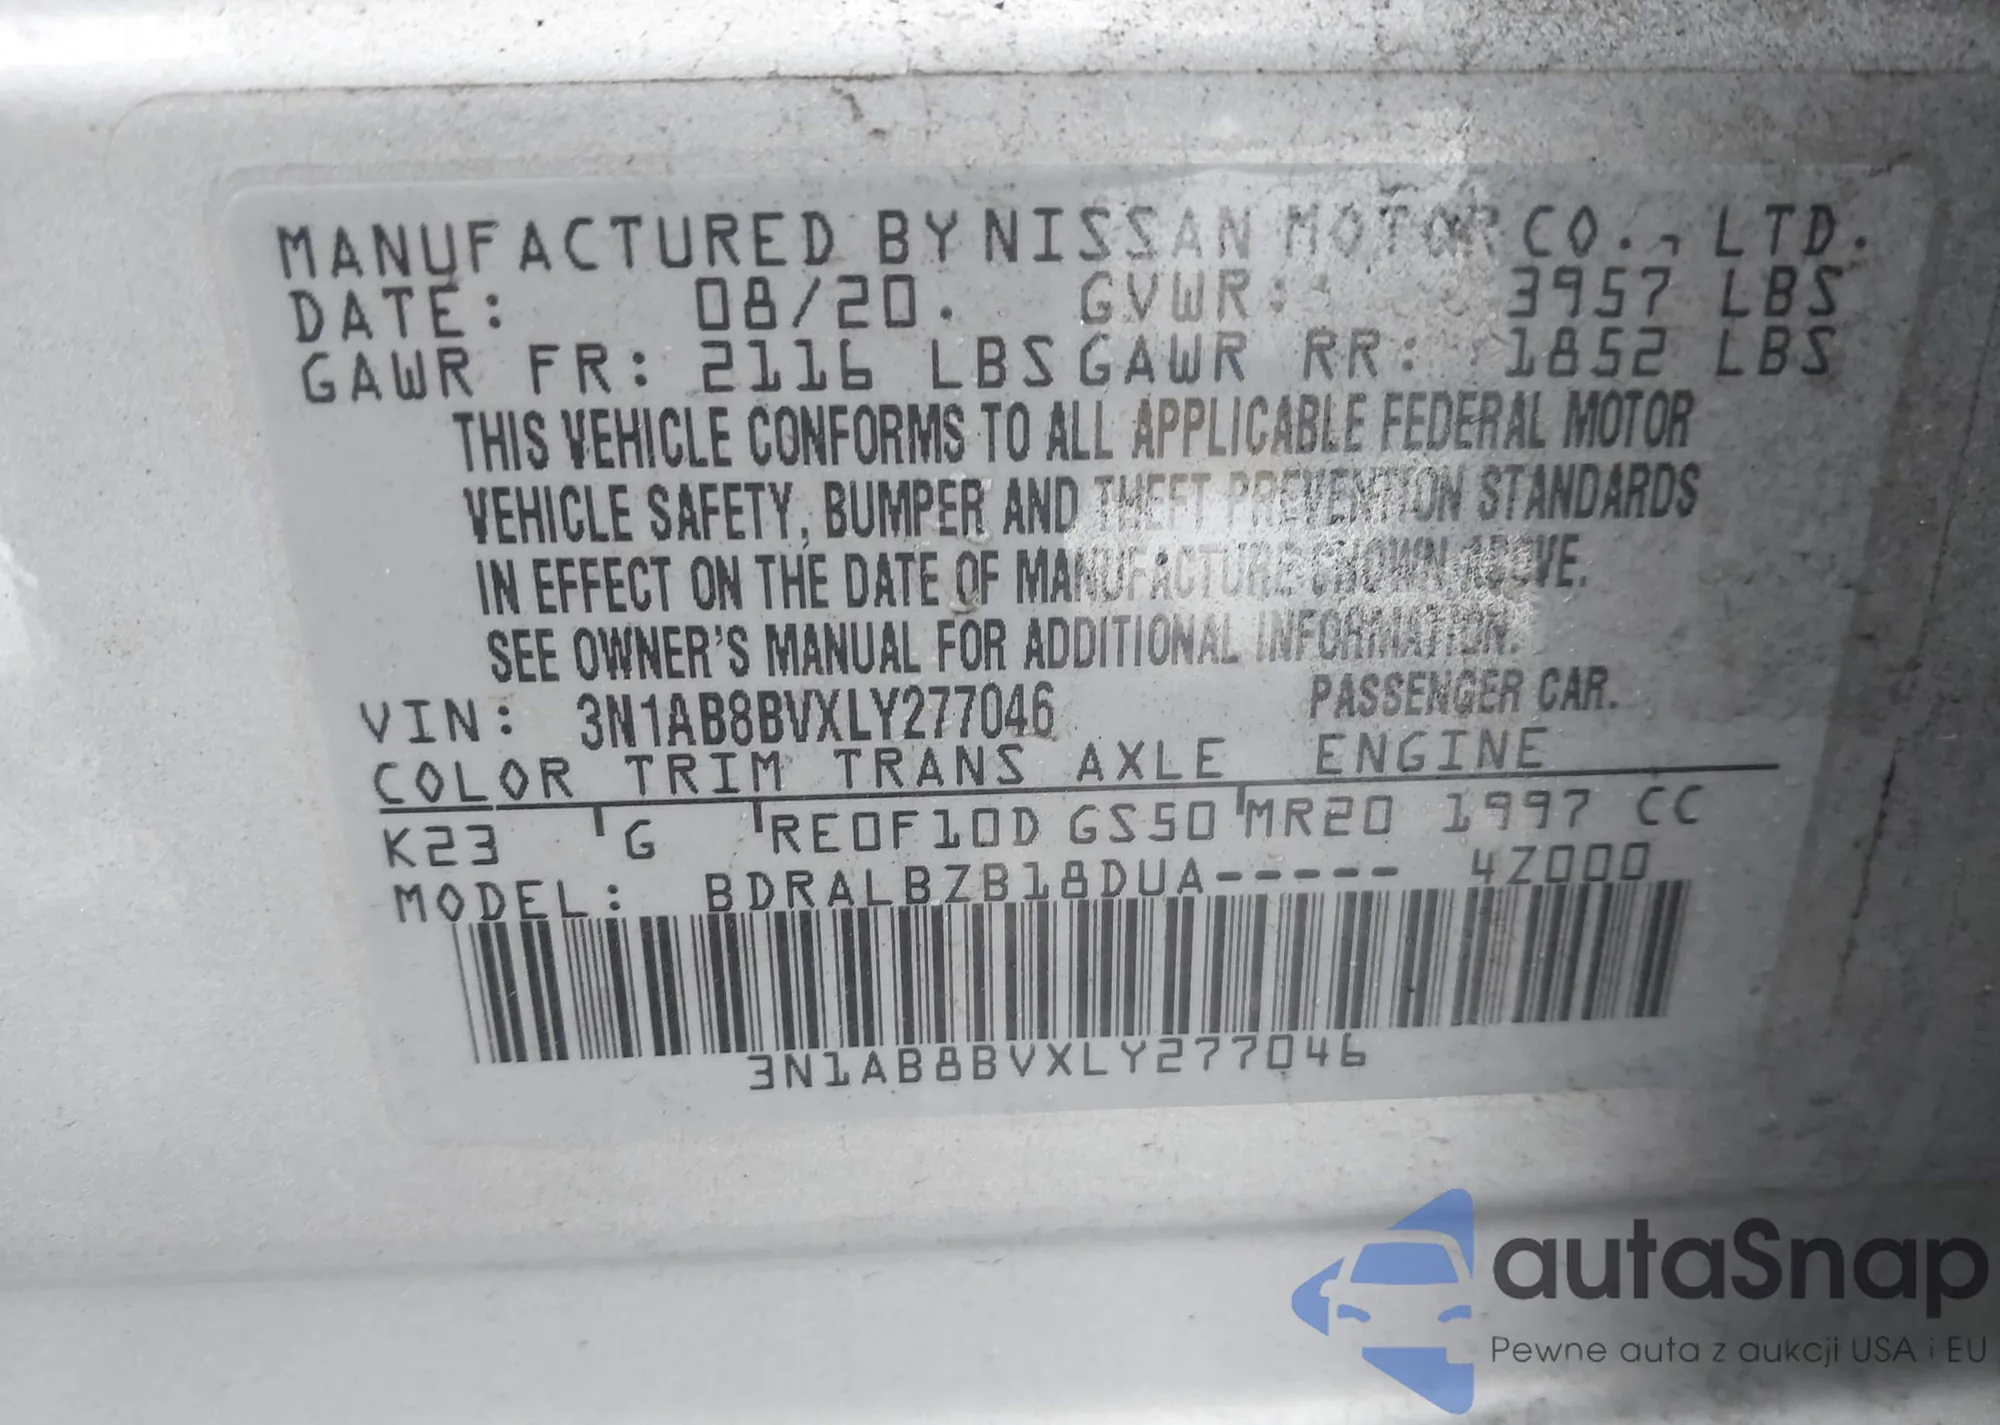 MANUFACTURED BY NISSAN MOTOR CO., LTD.
DATE: 08/20. GVWR: 3957 LBS
GAWR FR: 2116 LBS GAWR RR: 1852 LBS
THIS VEHICLE CONFORMS TO ALL APPLICABLE FEDERAL MOTOR
VEHICLE SAFETY, BUMPER AND THEFT PREVENTION STANDARDS
IN EFFECT ON THE DATE OF MANUFACTURE SHOWN ABOVE.
SEE OWNER'S MANUAL FOR ADDITIONAL INFORMATION.
VIN: 3N1AB8BVXLY277046 PASSENGER CAR.
COLOR TRIM TRANS AXLE ENGINE
K23 G RE0F10D GS50 MR20 1997 CC
MODEL: BDRALBZB18DUA----- 4Z000
3N1AB8BVXLY277046
autaSnap
Pewne auta z aukcji USA i EU